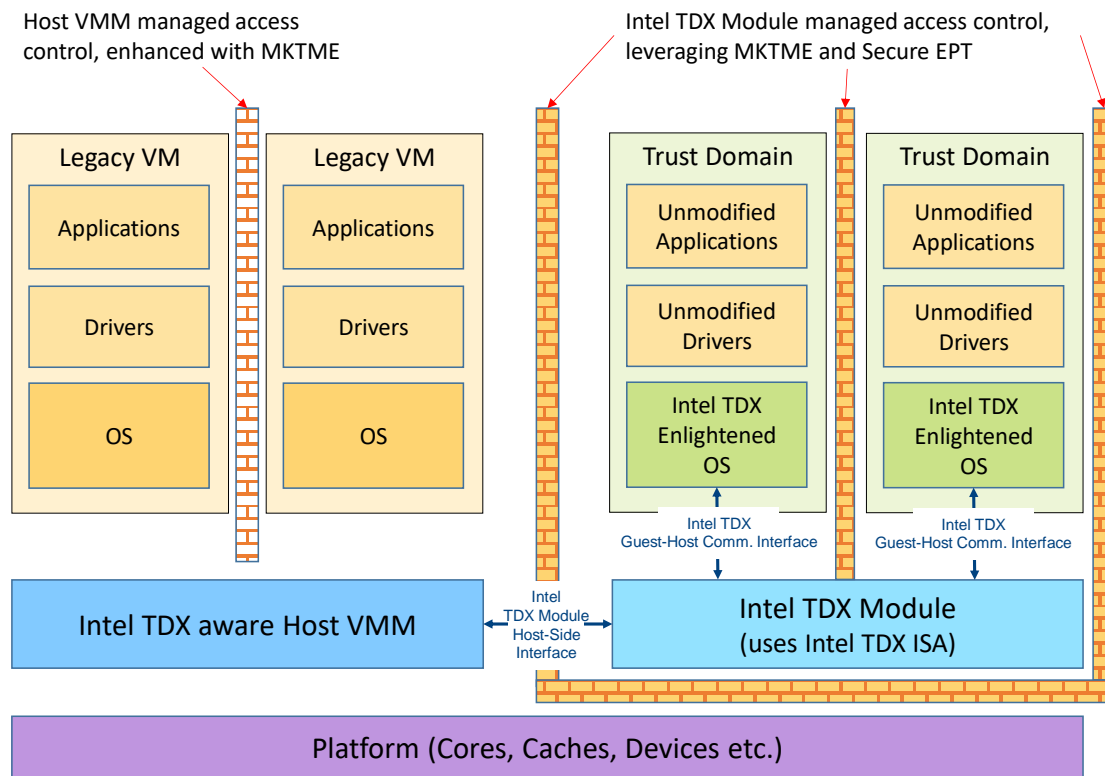 Host VMM managed access
control, enhanced with MKTME
Intel TDX Module managed access control,
leveraging MKTME and Secure EPT
Legacy VM
Applications
Drivers
OS
Legacy VM
Applications
Drivers
OS
Trust Domain
Unmodified
Applications
Unmodified
Drivers
Intel TDX
Enlightened
OS
Trust Domain
Unmodified
Applications
Unmodified
Drivers
Intel TDX
Enlightened
OS
Intel TDX
Guest-Host Comm. Interface
Intel TDX
Guest-Host Comm. Interface
Intel TDX aware Host VMM
Intel
TDX Module
Host-Side
Interface
Intel TDX Module
(uses Intel TDX ISA)
Platform (Cores, Caches, Devices etc.)